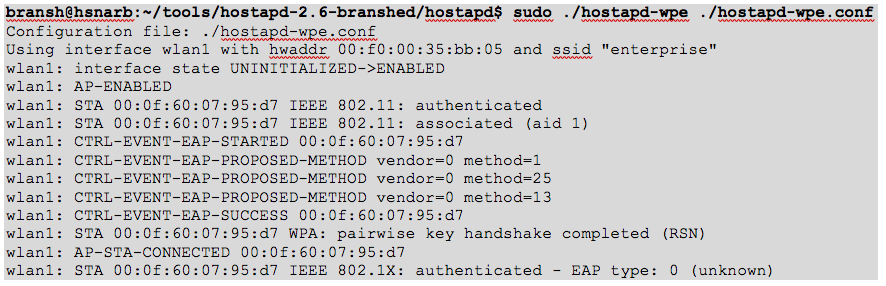 bransh@hsnarb:~/tools/hostapd-2.6-branshed/hostapd$ sudo ./hostapd-wpe ./hostapd-wpe.conf
Configuration file: ./hostapd-wpe.conf
Using interface wlan1 with hwaddr 00:f0:00:35:bb:05 and ssid "enterprise"
wlan1: interface state UNINITIALIZED->ENABLED
wlan1: AP-ENABLED
wlan1: STA 00:0f:60:07:95:d7 IEEE 802.11: authenticated
wlan1: STA 00:0f:60:07:95:d7 IEEE 802.11: associated (aid 1)
wlan1: CTRL-EVENT-EAP-STARTED 00:0f:60:07:95:d7
wlan1: CTRL-EVENT-EAP-PROPOSED-METHOD vendor=0 method=1
wlan1: CTRL-EVENT-EAP-PROPOSED-METHOD vendor=0 method=25
wlan1: CTRL-EVENT-EAP-PROPOSED-METHOD vendor=0 method=13
wlan1: CTRL-EVENT-EAP-SUCCESS 00:0f:60:07:95:d7
wlan1: STA 00:0f:60:07:95:d7 WPA: pairwise key handshake completed (RSN)
wlan1: AP-STA-CONNECTED 00:0f:60:07:95:d7
wlan1: STA 00:0f:60:07:95:d7 IEEE 802.1X: authenticated - EAP type: 0 (unknown)